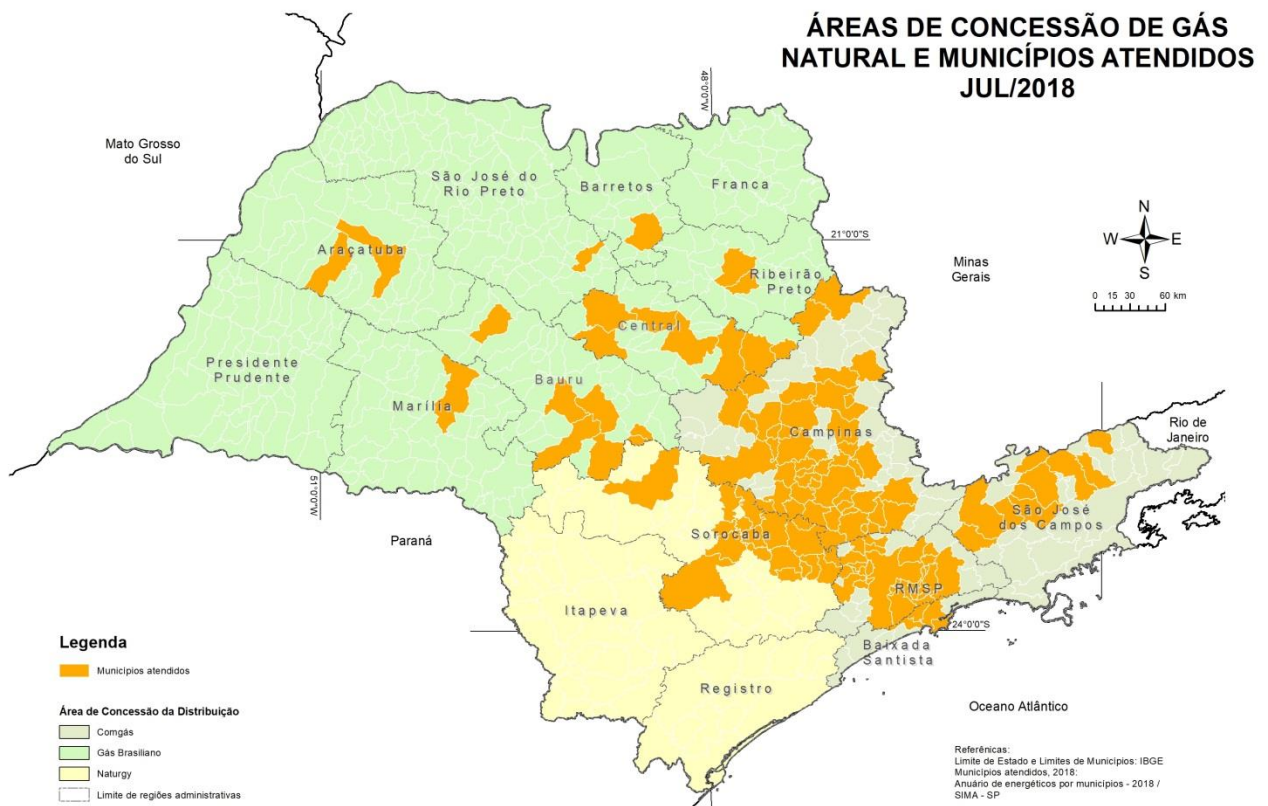 ÁREAS DE CONCESSÃO DE GÁS
NATURAL E MUNICÍPIOS ATENDIDOS
JUL/2018
48°0'0"W
Mato Grosso
do Sul
São José do
Rio Preto
Barretos
Franca
N
W E
S
21°0'0"S
Araçatuba
Minas
Gerais
Ribeirão
Preto
0 15 30 60 km
Central
Presidente
Prudente
Bauru
Marília
Campinas
Rio de
Janeiro
51°0'0"W
São José
dos Campos
Paraná
Sorocaba
RMSP
Itapeva
24°0'0"S
Baixada
Santista
Registro
Oceano Atlântico
Legenda
Municípios atendidos
Área de Concessão da Distribuição
Comgás
Gás Brasiliano
Naturgy
Limite de regiões administrativas
Referênicas:
Limite de Estado e Limites de Municípios: IBGE
Municípios atendidos, 2018:
Anuário de energéticos por municípios - 2018 /
SIMA - SP